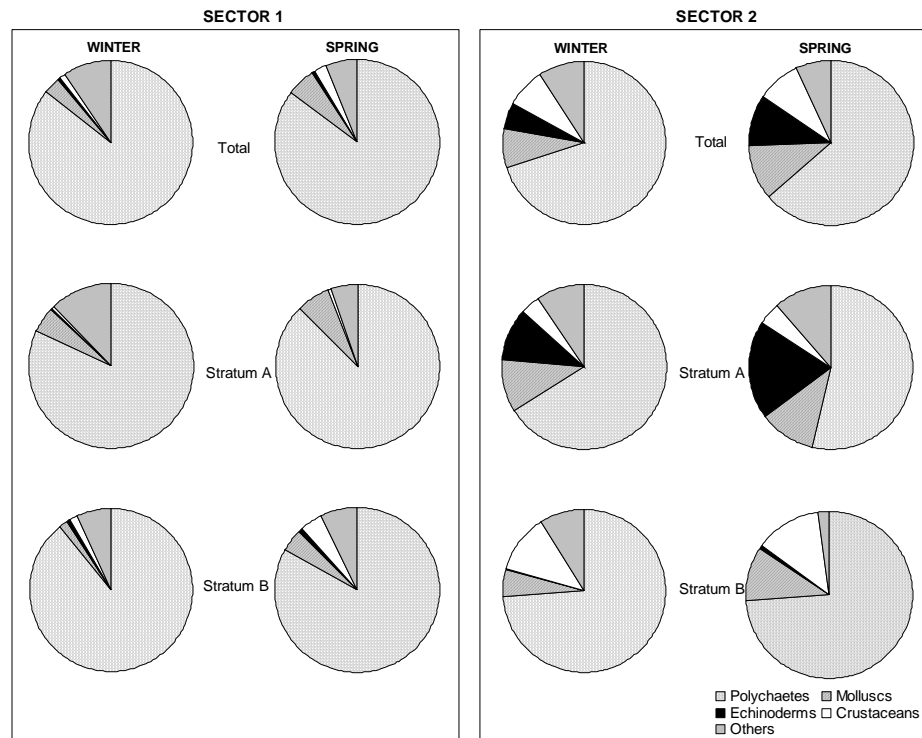 SECTOR 1
WINTER SPRING
Total
Stratum A
Stratum B
SECTOR 2
WINTER SPRING
Total
Stratum A
Stratum B
Polychaetes Molluscs
Echinoderms Crustaceans
Others